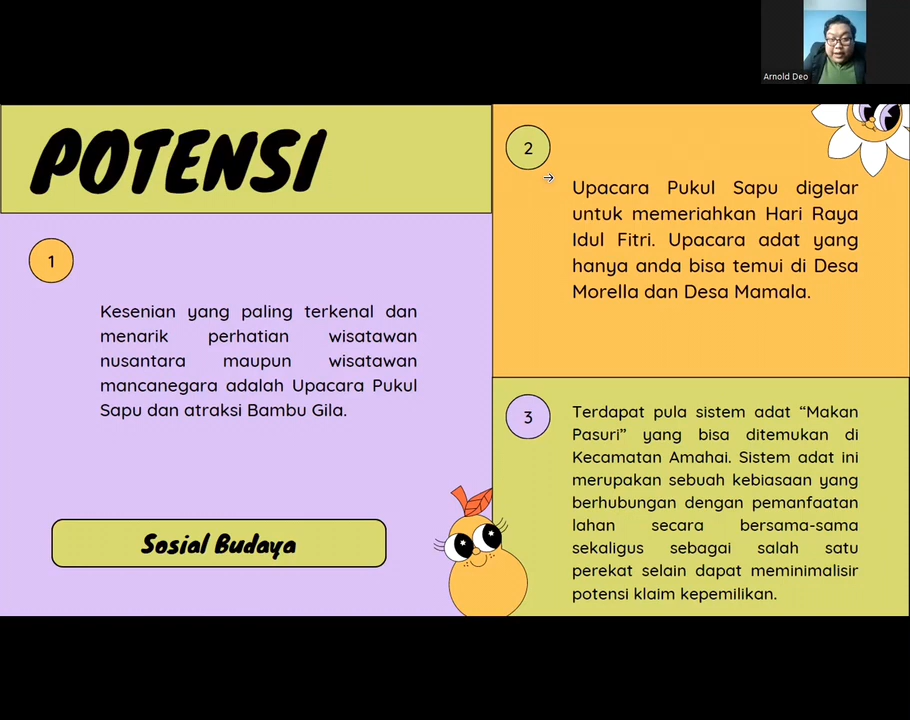 Arnold Deo
POTENSI
1
Kesenian yang paling terkenal dan
menarik perhatian wisatawan
nusantara maupun wisatawan
mancanegara adalah Upacara Pukul
Sapu dan atraksi Bambu Gila.
Sosial Budaya
2
Upacara Pukul Sapu digelar
untuk memeriahkan Hari Raya
Idul Fitri. Upacara adat yang
hanya anda bisa temui di Desa
Morella dan Desa Mamala.
3
Terdapat pula sistem adat “Makan
Pasuri” yang bisa ditemukan di
Kecamatan Amahai. Sistem adat ini
merupakan sebuah kebiasaan yang
berhubungan dengan pemanfaatan
lahan secara bersama-sama
sekaligus sebagai salah satu
perekat selain dapat meminimalisir
potensi klaim kepemilikan.